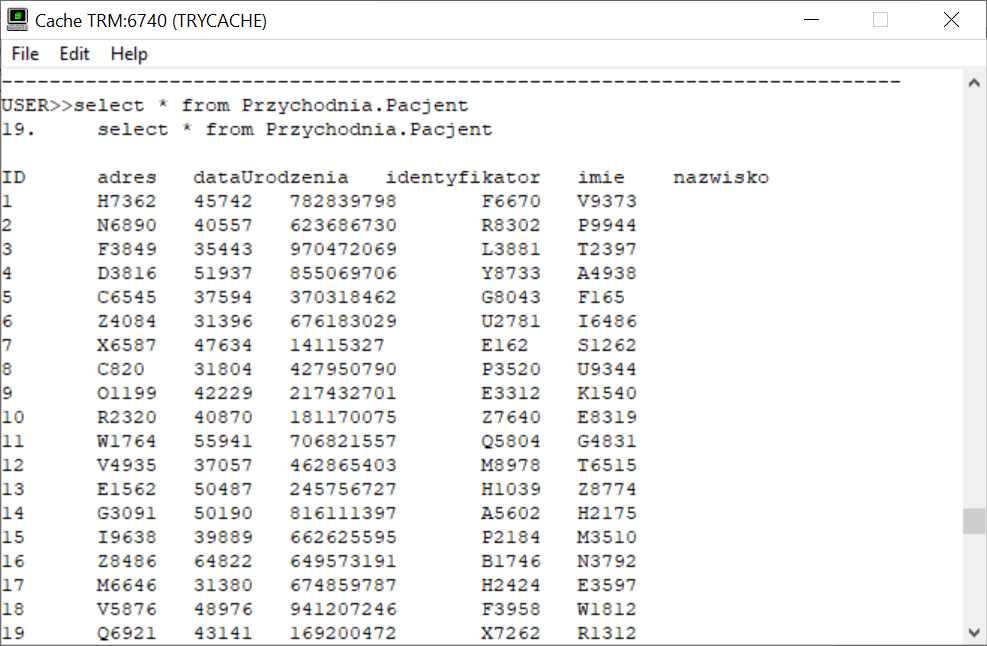 Cache TRM:6740 (TRYCACHE)
File Edit Help
---------------------------------------------------------------------------
USER>>select * from Przychodnia.Pacjent
19. select * from Przychodnia.Pacjent
ID adres dataUrodzenia identyfikator imie nazwisko
1 H7362 45742 782839798 F6670 V9373
2 N6890 40557 623686730 R8302 P9944
3 F3849 35443 970472069 L3881 T2397
4 D3816 51937 855069706 Y8733 A4938
5 C6545 37594 370318462 G8043 F165
6 Z4084 31396 676183029 U2781 I6486
7 X6587 47634 14115327 E162 S1262
8 C820 31804 427950790 P3520 U9344
9 O1199 42229 217432701 E3312 K1540
10 R2320 40870 181170075 Z7640 E8319
11 W1764 55941 706821557 Q5804 G4831
12 V4935 37057 462865403 M8978 T6515
13 E1562 50487 245756727 H1039 Z8774
14 G3091 50190 816111397 A5602 H2175
15 I9638 39889 662625595 P2184 M3510
16 Z8486 64822 649573191 B1746 N3792
17 M6646 31380 674859787 H2424 E3597
18 V5876 48976 941207246 F3958 W1812
19 Q6921 43141 169200472 X7262 R1312